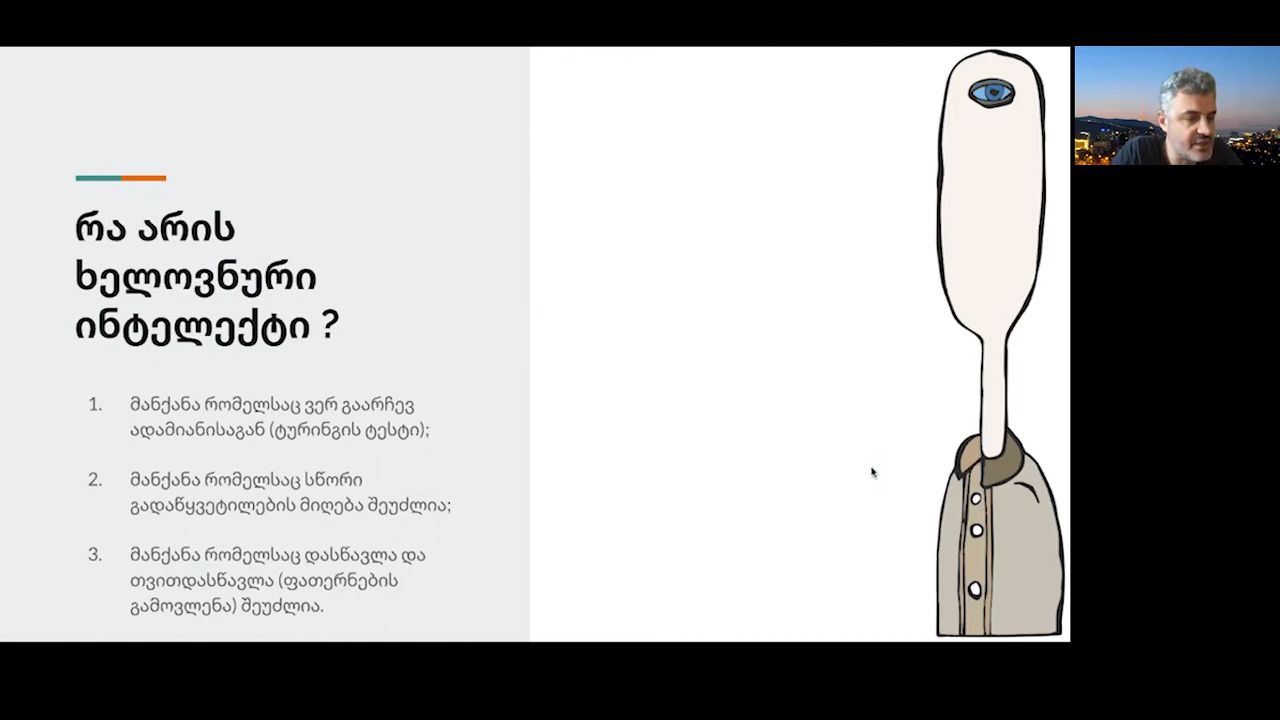 რა არის
ხელოვნური
ინტელექტი ?
1. მანქანა რომელსაც ვერ გაარჩევ
ადამიანისაგან (ტურინგის ტესტი);
2. მანქანა რომელსაც სწორი
გადაწყვეტილების მიღება შეუძლია;
3. მანქანა რომელსაც დასწავლა და
თვითდასწავლა (ფათერნების
გამოვლენა) შეუძლია.